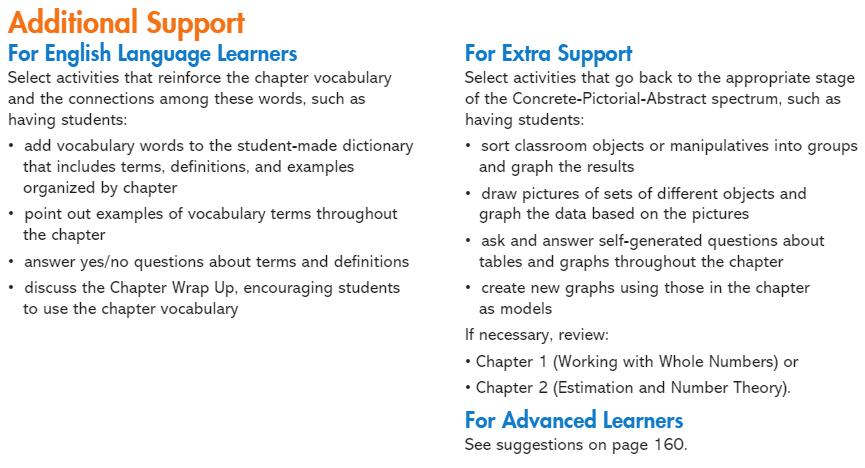 Additional Support
For English Language Learners
Select activities that reinforce the chapter vocabulary
and the connections among these words, such as
having students:
• add vocabulary words to the student-made dictionary
that includes terms, definitions, and examples
organized by chapter
• point out examples of vocabulary terms throughout
the chapter
• answer yes/no questions about terms and definitions
• discuss the Chapter Wrap Up, encouraging students
to use the chapter vocabulary
For Extra Support
Select activities that go back to the appropriate stage
of the Concrete-Pictorial-Abstract spectrum, such as
having students:
• sort classroom objects or manipulatives into groups
and graph the results
• draw pictures of sets of different objects and
graph the data based on the pictures
• ask and answer self-generated questions about
tables and graphs throughout the chapter
• create new graphs using those in the chapter
as models
If necessary, review:
• Chapter 1 (Working with Whole Numbers) or
• Chapter 2 (Estimation and Number Theory).
For Advanced Learners
See suggestions on page 160.